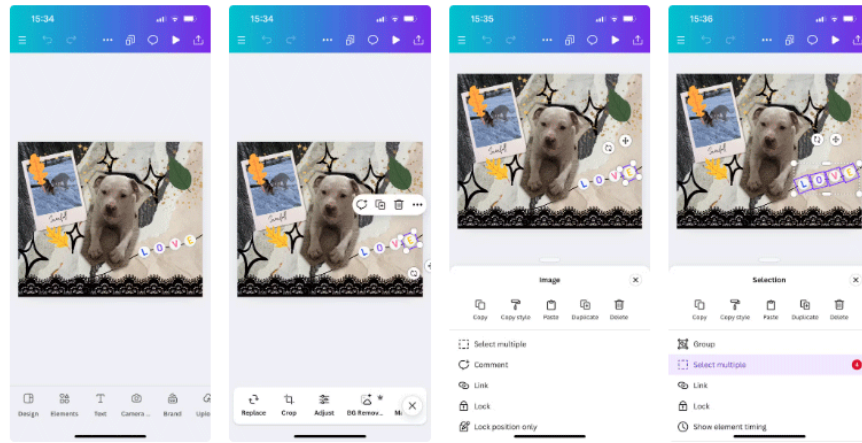 15:34
L O V E
Design Elements Text Camera ... Brand Uplo
15:34
L O V E
Replace Crop Adjust BG Remov...
15:35
L O V E
Image
Copy Copy style Paste Duplicate Delete
Select multiple
Comment
Link
Lock
Lock position only
15:36
L O V E
Selection
Copy Copy style Paste Duplicate Delete
Group
Select multiple
Link
Lock
Show element timing